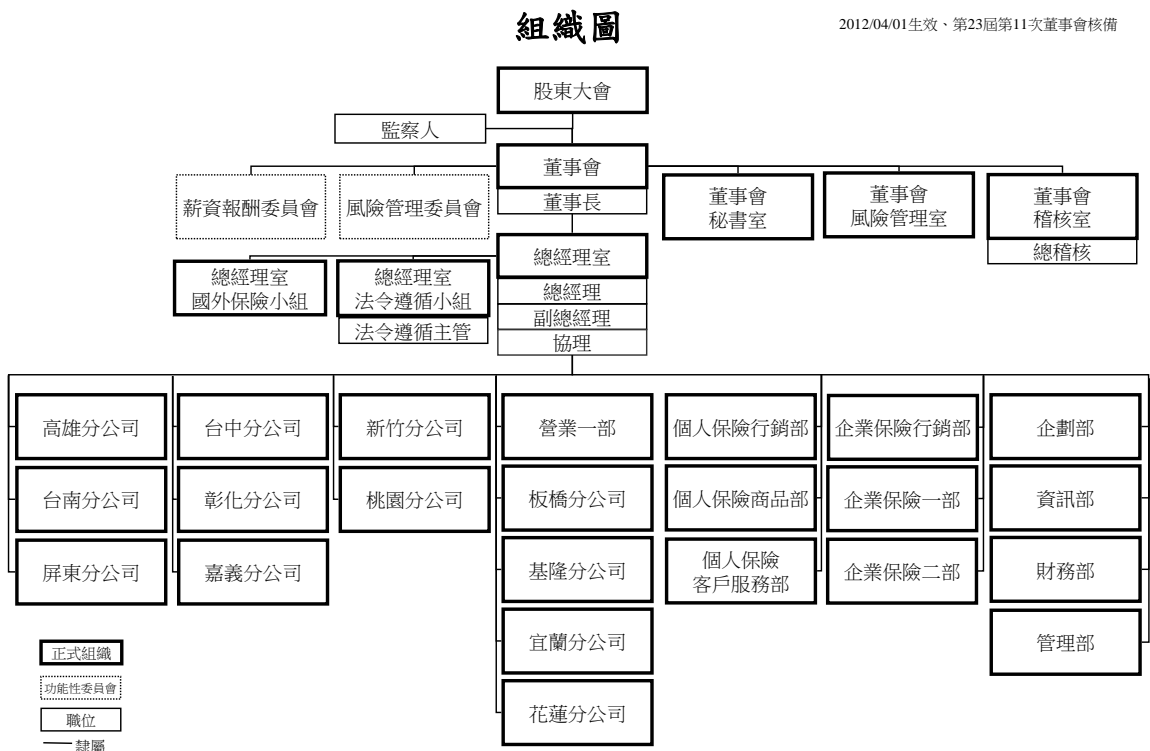 組織圖
2012/04/01生效、第23屆第11次董事會核備
股東大會
監察人
董事會
董事長
薪資報酬委員會
風險管理委員會
董事會
秘書室
董事會
風險管理室
董事會
稽核室
總稽核
總經理室
總經理
副總經理
協理
總經理室
國外保險小組
總經理室
法令遵循小組
法令遵循主管
高雄分公司
台南分公司
屏東分公司
台中分公司
彰化分公司
嘉義分公司
新竹分公司
桃園分公司
營業一部
板橋分公司
基隆分公司
宜蘭分公司
花蓮分公司
個人保險行銷部
個人保險商品部
個人保險
客戶服務部
企業保險行銷部
企業保險一部
企業保險二部
企劃部
資訊部
財務部
管理部
正式組織
功能性委員會
職位
隸屬